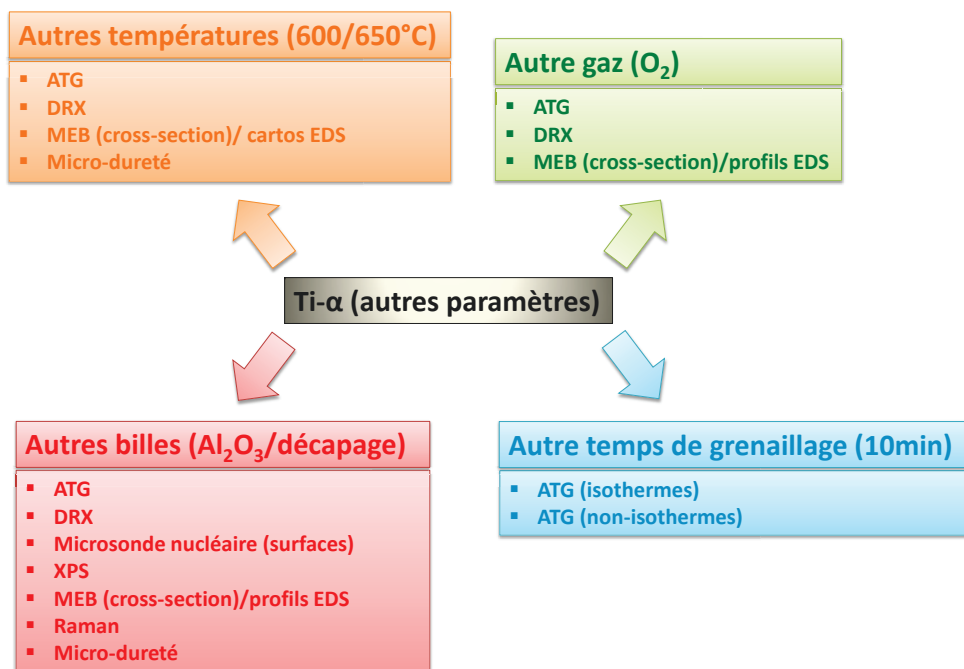 Autres températures (600/650°C)
▪ ATG
▪ DRX
▪ MEB (cross-section)/ cartos EDS
▪ Micro-dureté
Autre gaz (O₂)
▪ ATG
▪ DRX
▪ MEB (cross-section)/profils EDS
Ti-α (autres paramètres)
Autres billes (Al₂O₃/décapage)
▪ ATG
▪ DRX
▪ Microsonde nucléaire (surfaces)
▪ XPS
▪ MEB (cross-section)/profils EDS
▪ Raman
▪ Micro-dureté
Autre temps de grenaillage (10min)
▪ ATG (isothermes)
▪ ATG (non-isothermes)